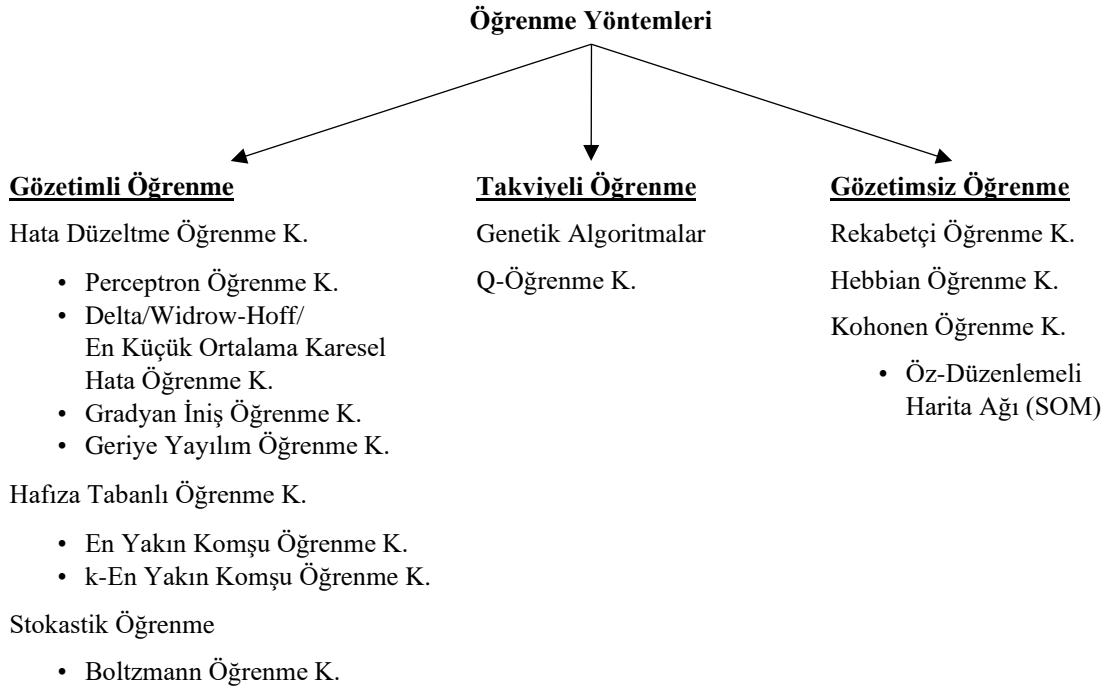 Öğrenme Yöntemleri
Gözetimli Öğrenme
Hata Düzeltme Öğrenme K.
• Perceptron Öğrenme K.
• Delta/Widrow-Hoff/
En Küçük Ortalama Karesel
Hata Öğrenme K.
• Gradyan İniş Öğrenme K.
• Geriye Yayılım Öğrenme K.
Hafıza Tabanlı Öğrenme K.
• En Yakın Komşu Öğrenme K.
• k-En Yakın Komşu Öğrenme K.
Stokastik Öğrenme
• Boltzmann Öğrenme K.
Takviyeli Öğrenme
Genetik Algoritmalar
Q-Öğrenme K.
Gözetimsiz Öğrenme
Rekabetçi Öğrenme K.
Hebbian Öğrenme K.
Kohonen Öğrenme K.
• Öz-Düzenlemeli
Harita Ağı (SOM)